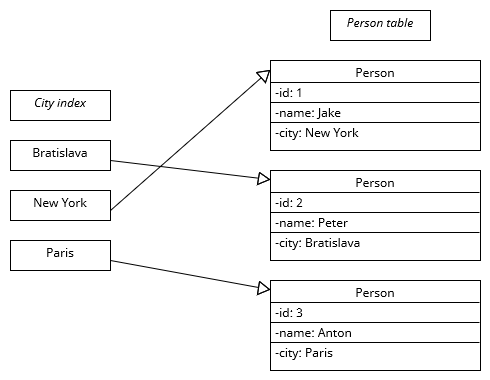 Person table
City index
Bratislava
New York
Paris
Person
-id: 1
-name: Jake
-city: New York
Person
-id: 2
-name: Peter
-city: Bratislava
Person
-id: 3
-name: Anton
-city: Paris